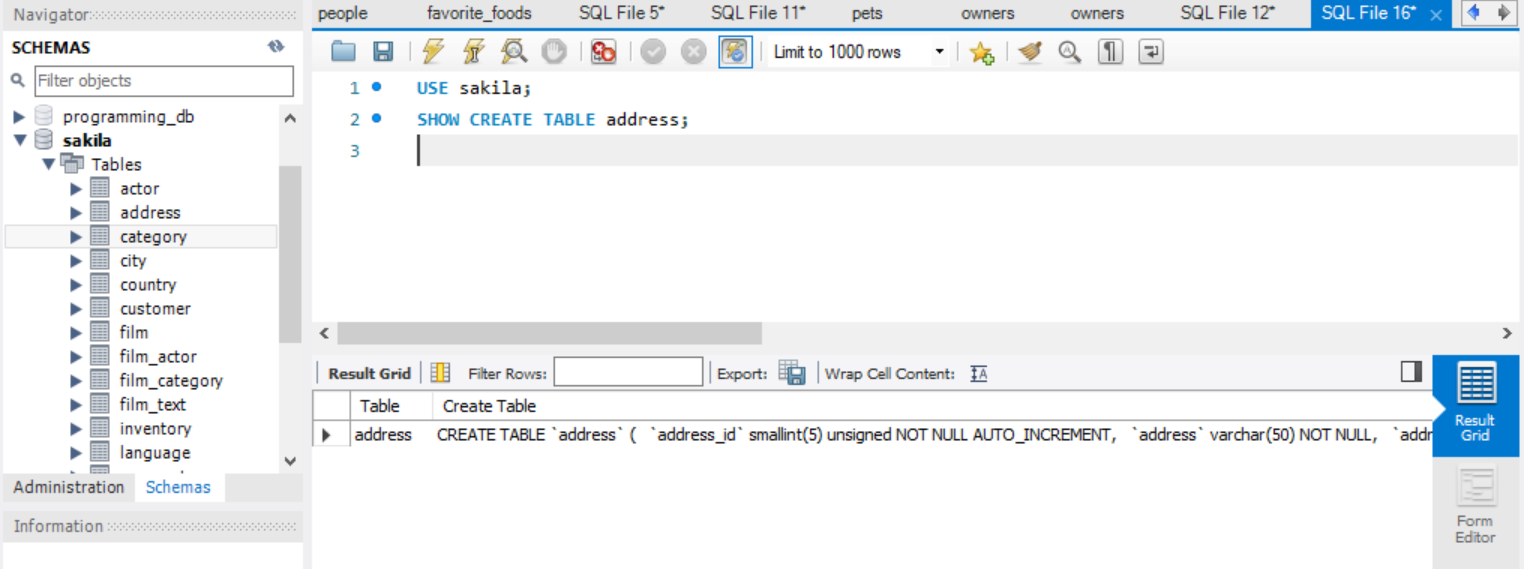 Navigator
people favorite_foods SQL File 5* SQL File 11* pets owners owners SQL File 12* SQL File 16*
SCHEMAS
Filter objects
programming_db
sakila
Tables
actor
address
category
city
country
customer
film
film_actor
film_category
film_text
inventory
language
Administration Schemas
Information
Limit to 1000 rows
1 USE sakila;
2 SHOW CREATE TABLE address;
3
Result Grid Filter Rows: Export: Wrap Cell Content: IA
Table Create Table
address CREATE TABLE `address` ( `address_id` smallint(5) unsigned NOT NULL AUTO_INCREMENT, `address` varchar(50) NOT NULL, `addr
Result
Grid
Form
Editor